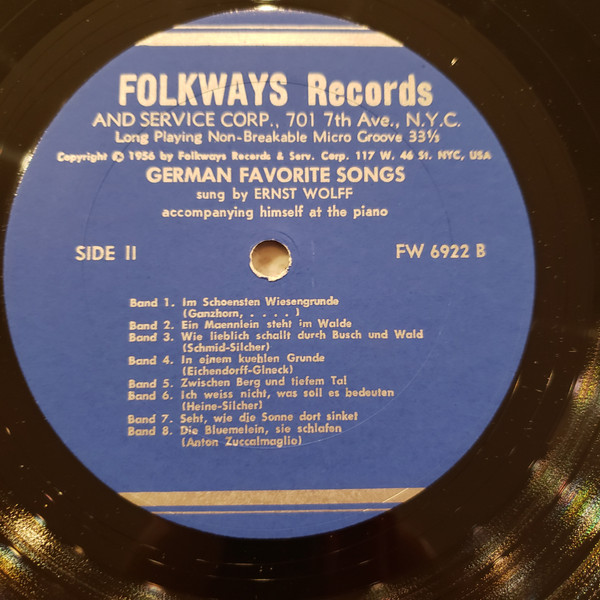 FOLKWAYS Records
AND SERVICE CORP., 701 7th Ave., N.Y.C.
Long Playing Non-Breakable Micro Groove 33⅓
Copyright © 1956 by Folkways Records & Serv. Corp. 117 W. 46 St. NYC, USA
GERMAN FAVORITE SONGS
sung by ERNST WOLFF
accompanying himself at the piano
SIDE II
FW 6922 B
Band 1. Im Schoensten Wiesengrunde
(Ganzhorn, . . . . )
Band 2. Ein Maennlein steht im Walde
Band 3. Wie lieblich schallt durch Busch und Wald
(Schmid-Silcher)
Band 4. In einem kuehlen Grunde
(Eichendorff-Glneck)
Band 5. Zwischen Berg und tiefem Tal
Band 6. Ich weiss nicht, was soll es bedeuten
(Heine-Silcher)
Band 7. Seht, wie die Sonne dort sinket
Band 8. Die Bluemelein, sie schlafen
(Anton Zuccalmaglio)